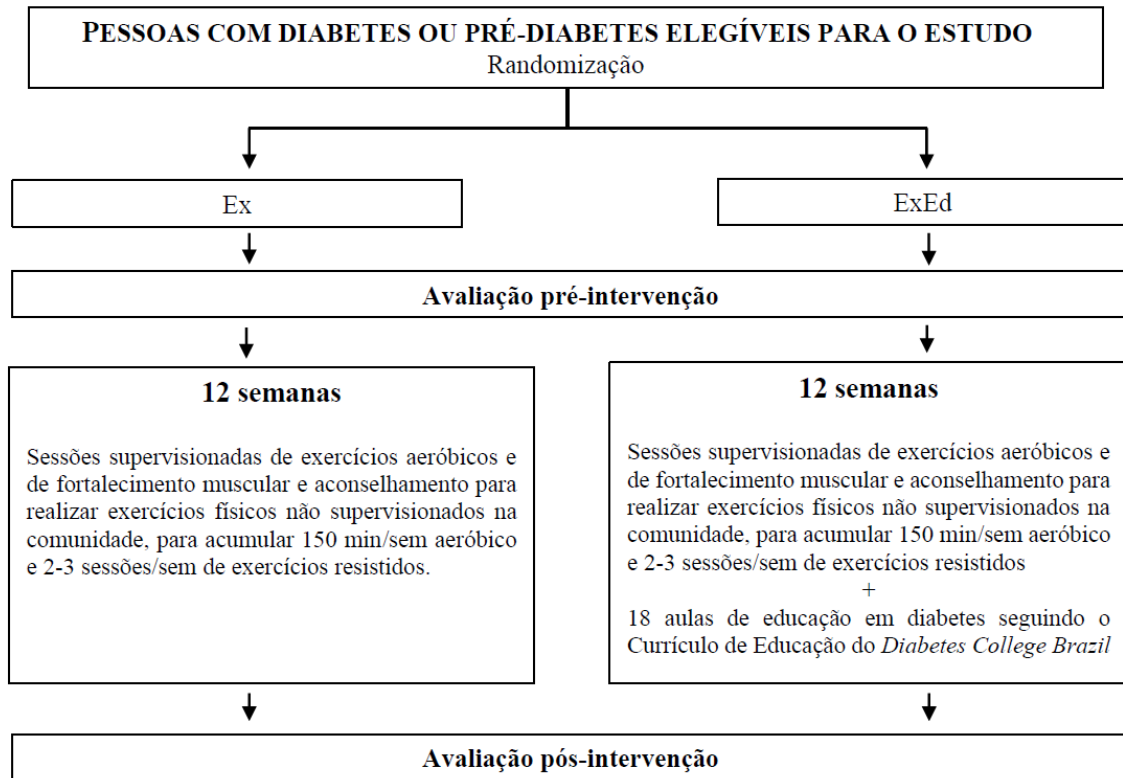 PESSOAS COM DIABETES OU PRÉ-DIABETES ELEGÍVEIS PARA O ESTUDO
Randomização
Ex
ExEd
Avaliação pré-intervenção
12 semanas
Sessões supervisionadas de exercícios aeróbicos e
de fortalecimento muscular e aconselhamento para
realizar exercícios físicos não supervisionados na
comunidade, para acumular 150 min/sem aeróbico
e 2-3 sessões/sem de exercícios resistidos.
12 semanas
Sessões supervisionadas de exercícios aeróbicos e
de fortalecimento muscular e aconselhamento para
realizar exercícios físicos não supervisionados na
comunidade, para acumular 150 min/sem aeróbico
e 2-3 sessões/sem de exercícios resistidos
+
18 aulas de educação em diabetes seguindo o
Currículo de Educação do Diabetes College Brazil
Avaliação pós-intervenção